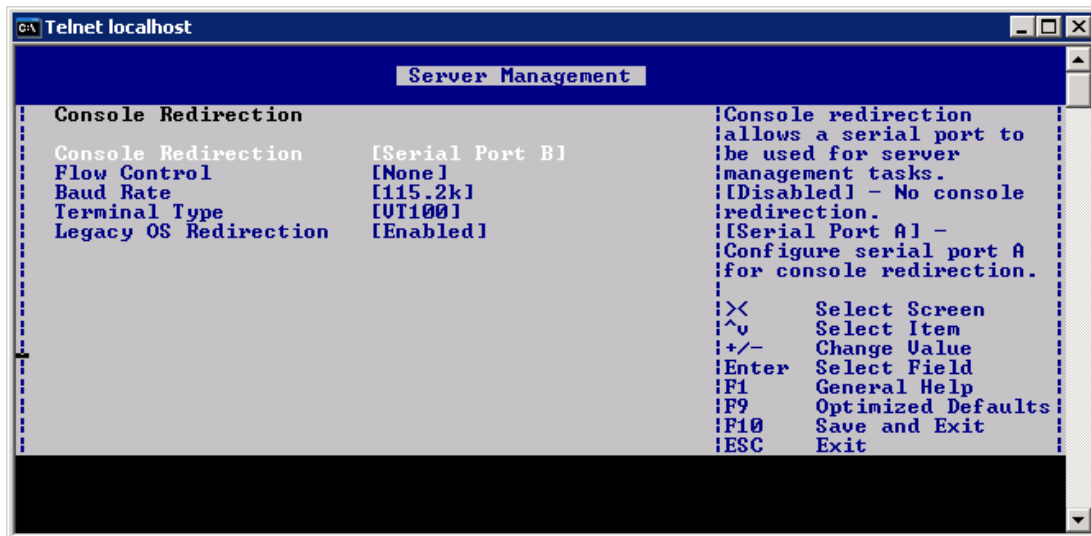 Telnet localhost
Server Management
Console Redirection
Console Redirection [Serial Port B]
Flow Control [None]
Baud Rate [115.2k]
Terminal Type [VT100]
Legacy OS Redirection [Enabled]
Console redirection
allows a serial port to
be used for server
management tasks.
[Disabled] - No console
redirection.
[Serial Port A] -
Configure serial port A
for console redirection.
>< Select Screen
^v Select Item
+/- Change Value
Enter Select Field
F1 General Help
F9 Optimized Defaults
F10 Save and Exit
ESC Exit